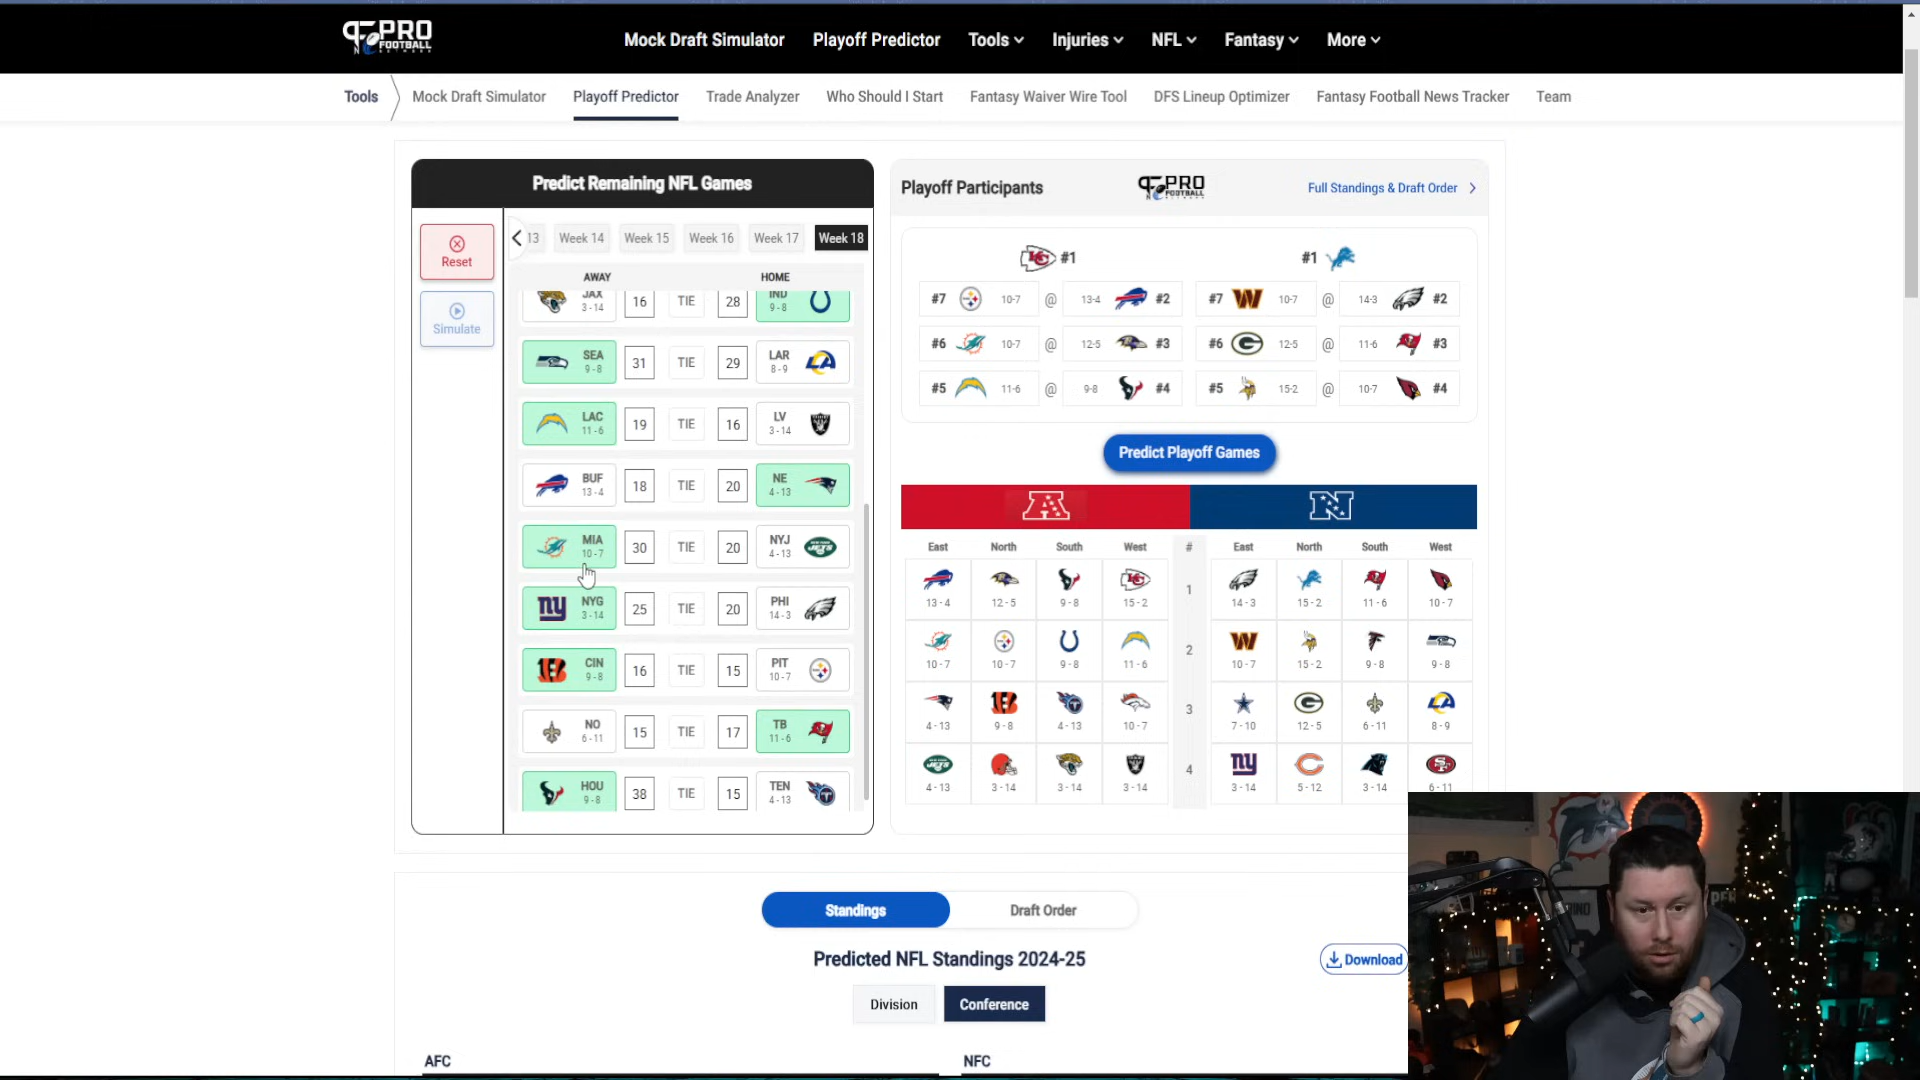 PRO FOOTBALL N
Mock Draft Simulator Playoff Predictor Tools Injuries NFL Fantasy More
Tools Mock Draft Simulator Playoff Predictor Trade Analyzer Who Should I Start Fantasy Waiver Wire Tool DFS Lineup Optimizer Fantasy Football News Tracker Team
Predict Remaining NFL Games
Reset
Simulate
13 Week 14 Week 15 Week 16 Week 17 Week 18
AWAY HOME
JAX 3-14 16 TIE 28 IND 9-8
SEA 9-8 31 TIE 29 LAR 8-9
LAC 11-6 19 TIE 16 LV 3-14
BUF 13-4 18 TIE 20 NE 4-13
MIA 10-7 30 TIE 20 NYJ 4-13
NYG 3-14 25 TIE 20 PHI 14-3
CIN 9-8 16 TIE 15 PIT 10-7
NO 6-11 15 TIE 17 TB 11-6
HOU 9-8 38 TIE 15 TEN 4-13
Playoff Participants PRO FOOTBALL Full Standings & Draft Order
#1 #1
#7 10-7 @ 13-4 #2 #7 W 10-7 @ 14-3 #2
#6 10-7 @ 12-5 #3 #6 G 12-5 @ 11-6 #3
#5 11-6 @ 9-8 #4 #5 15-2 @ 10-7 #4
Predict Playoff Games
A N
East North South West # East North South West
13 - 4 12 - 5 9 - 8 15 - 2 1 14 - 3 15 - 2 11 - 6 10 - 7
10 - 7 10 - 7 9 - 8 11 - 6 2 10 - 7 15 - 2 9 - 8 9 - 8
4 - 13 9 - 8 4 - 13 10 - 7 3 7 - 10 12 - 5 6 - 11 8 - 9
4 - 13 3 - 14 3 - 14 3 - 14 4 3 - 14 5 - 12 3 - 14 6 - 11
Standings Draft Order
Predicted NFL Standings 2024-25
Download
Division Conference
AFC NFC